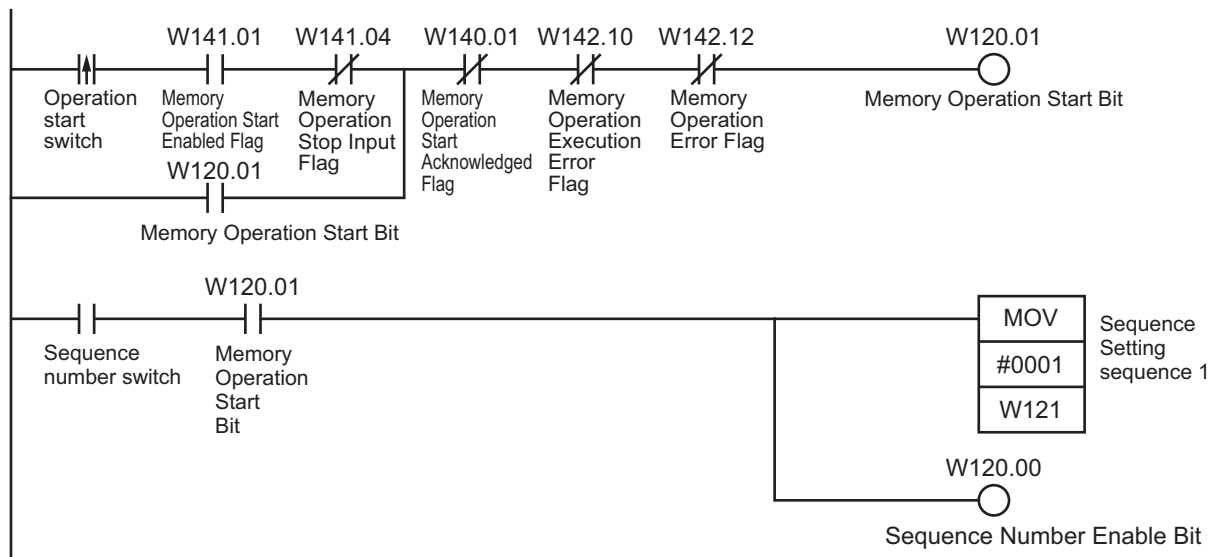 W141.01 W141.04 W140.01 W142.10 W142.12 W120.01
Operation
start
switch
Memory
Operation Start
Enabled Flag
Memory
Operation
Stop Input
Flag
Memory
Operation
Start
Acknowledged
Flag
Memory
Operation
Execution
Error
Flag
Memory
Operation
Error Flag
Memory Operation Start Bit
W120.01
Memory Operation Start Bit
W120.01
Sequence
number switch
Memory
Operation
Start
Bit
MOV
#0001
W121
Sequence
Setting
sequence 1
W120.00
Sequence Number Enable Bit